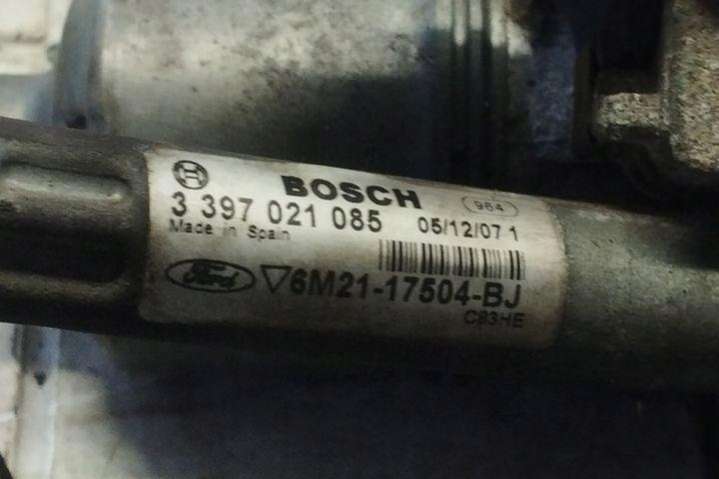 BOSCH
964
3 397 021 085
05/12/07 1
Made in Spain
Ford
6M21-17504-BJ
C83HE